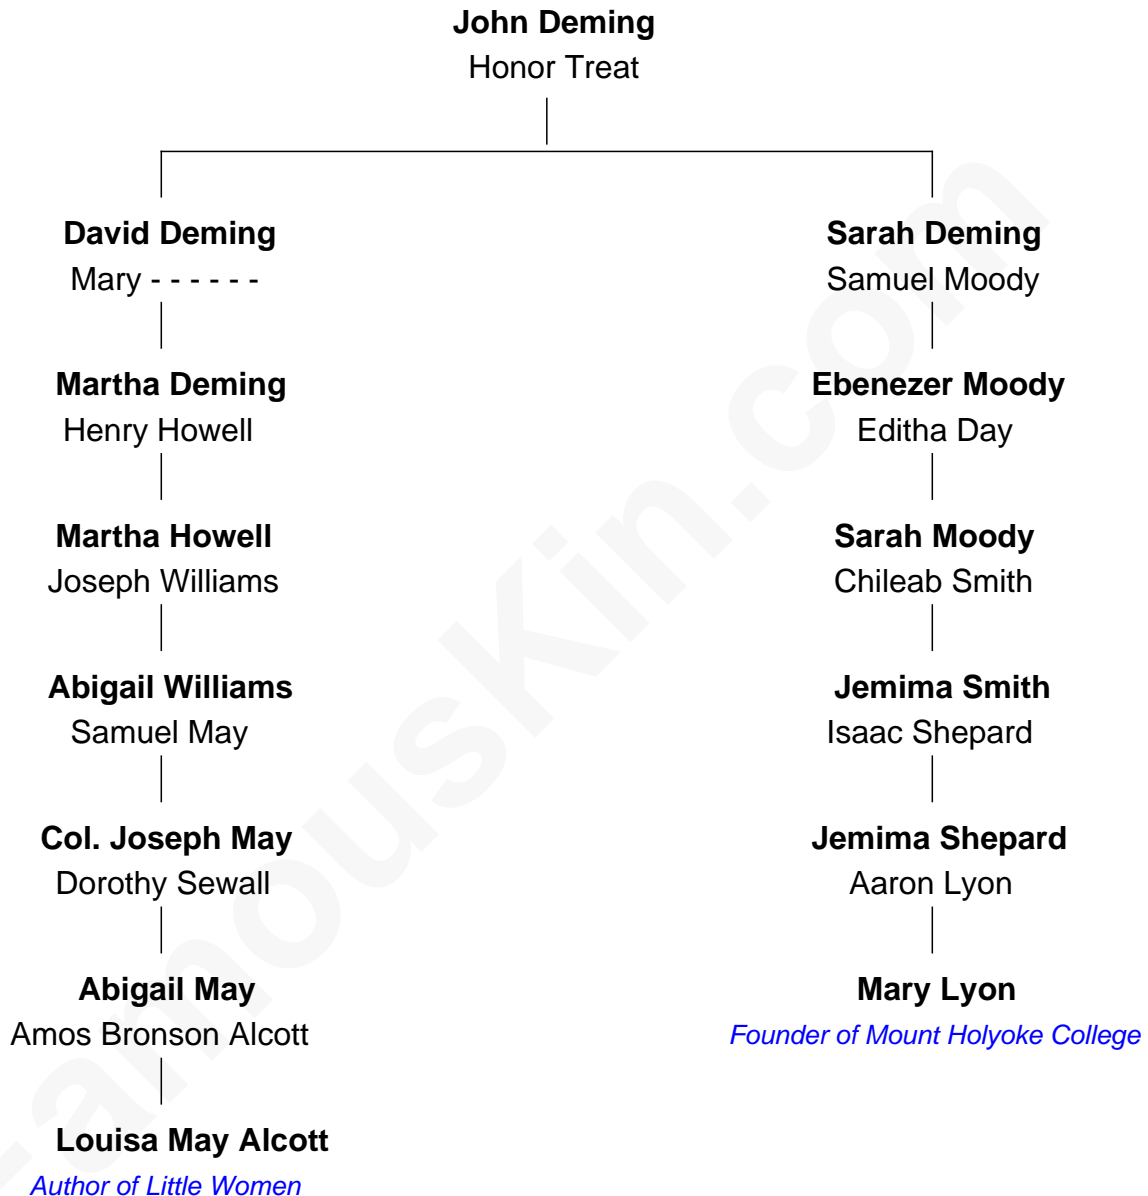 John Deming
Honor Treat
David Deming
Mary - - - - - -
Sarah Deming
Samuel Moody
Martha Deming
Henry Howell
Ebenezer Moody
Editha Day
Martha Howell
Joseph Williams
Sarah Moody
Chileab Smith
Abigail Williams
Samuel May
Jemima Smith
Isaac Shepard
Col. Joseph May
Dorothy Sewall
Jemima Shepard
Aaron Lyon
Abigail May
Amos Bronson Alcott
Mary Lyon
Founder of Mount Holyoke College
Louisa May Alcott
Author of Little Women
FamousKin.com